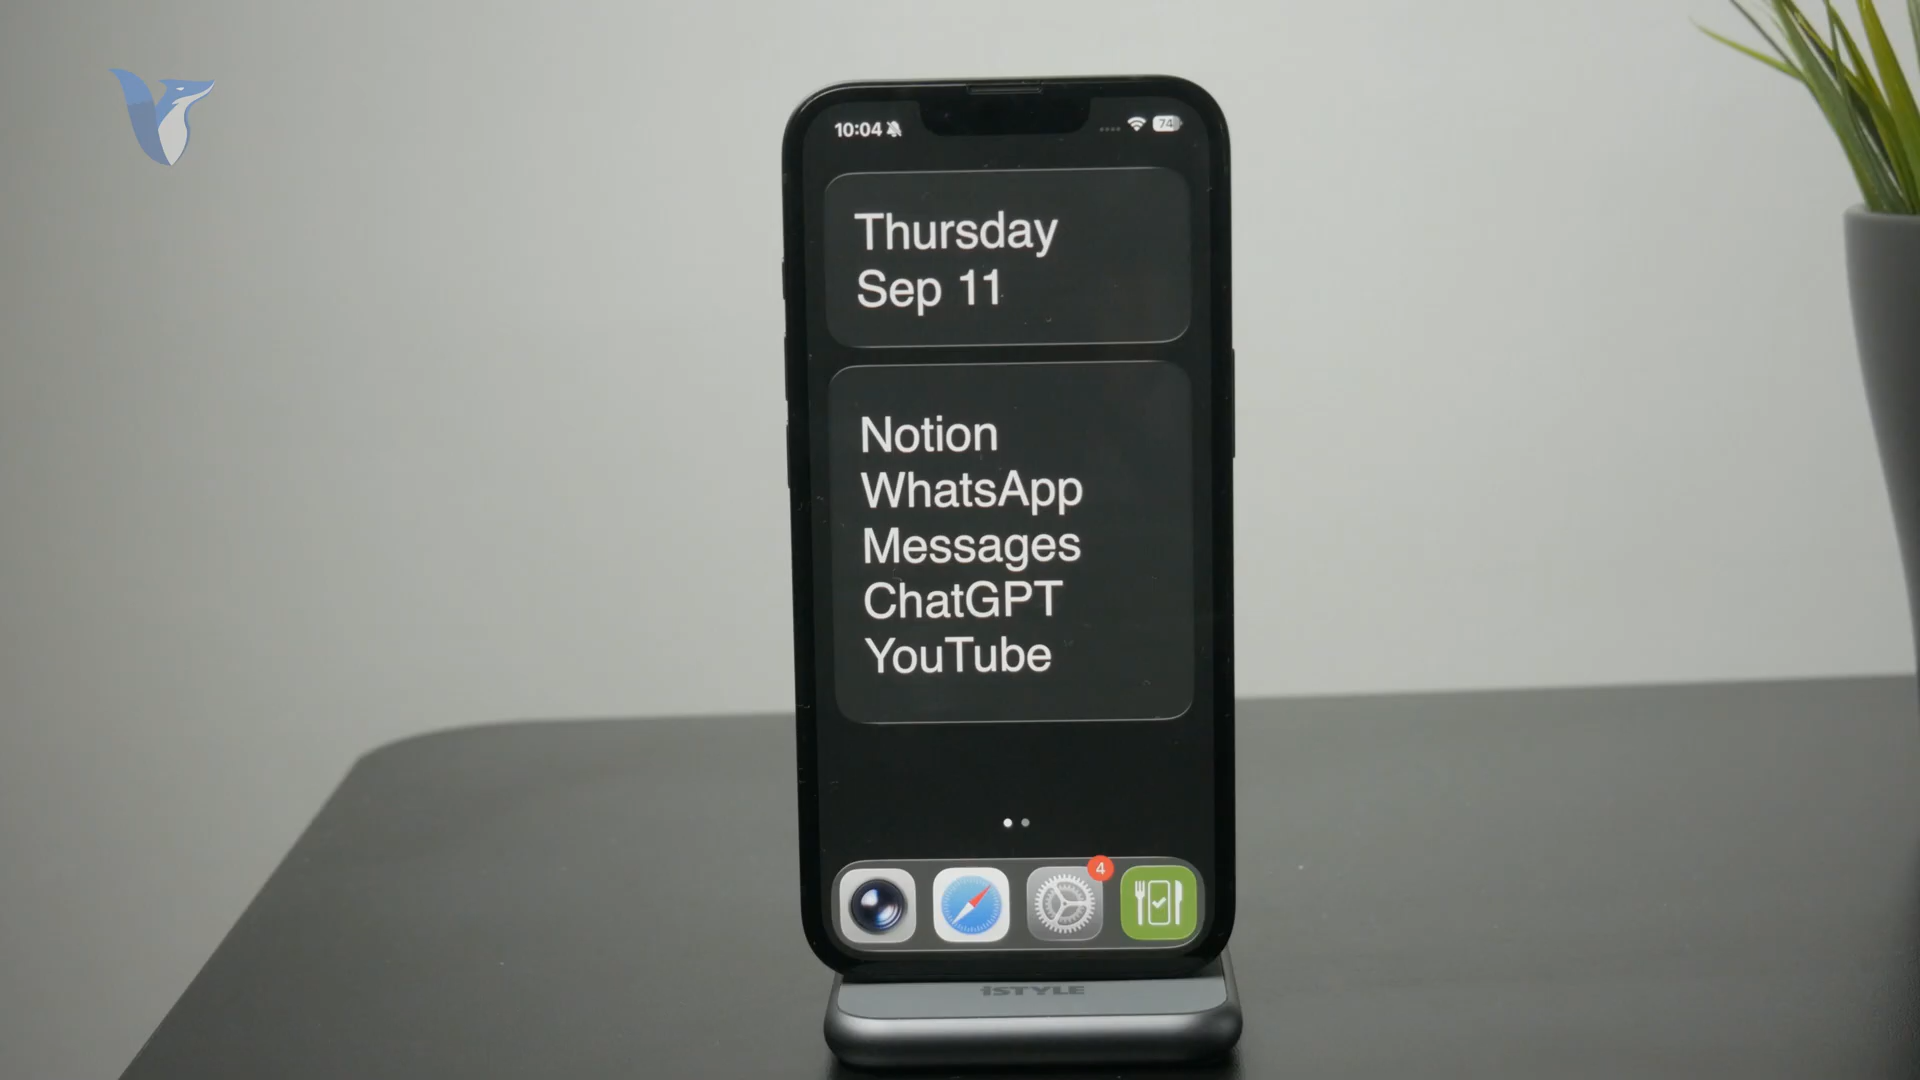 10:04
74
Thursday
Sep 11
Notion
WhatsApp
Messages
ChatGPT
YouTube
4
iSTYLE